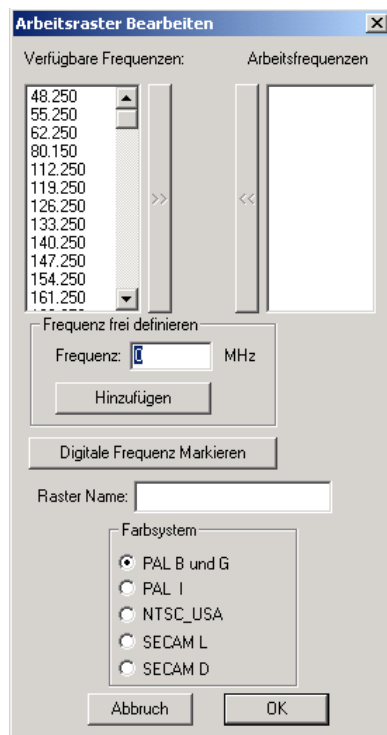 Arbeitsraster Bearbeiten
Verfügbare Frequenzen:
Arbeitsfrequenzen
48.250
55.250
62.250
80.150
112.250
119.250
126.250
133.250
140.250
147.250
154.250
161.250
>>
<<
Frequenz frei definieren
Frequenz: 0 MHz
Hinzufügen
Digitale Frequenz Markieren
Raster Name:
Farbsystem
PAL B und G
PAL I
NTSC_USA
SECAM L
SECAM D
Abbruch
OK